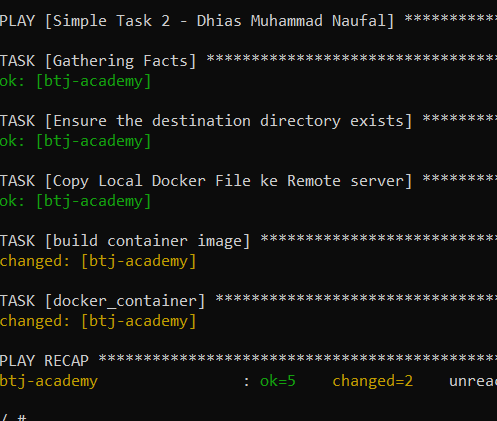 PLAY [Simple Task 2 - Dhias Muhammad Naufal] **********
TASK [Gathering Facts] ********************************
ok: [btj-academy]
TASK [Ensure the destination directory exists] ********
ok: [btj-academy]
TASK [Copy Local Docker File ke Remote server] ********
ok: [btj-academy]
TASK [build container image] **************************
changed: [btj-academy]
TASK [docker_container] *******************************
changed: [btj-academy]
PLAY RECAP ********************************************
btj-academy : ok=5 changed=2 unreac
/ #